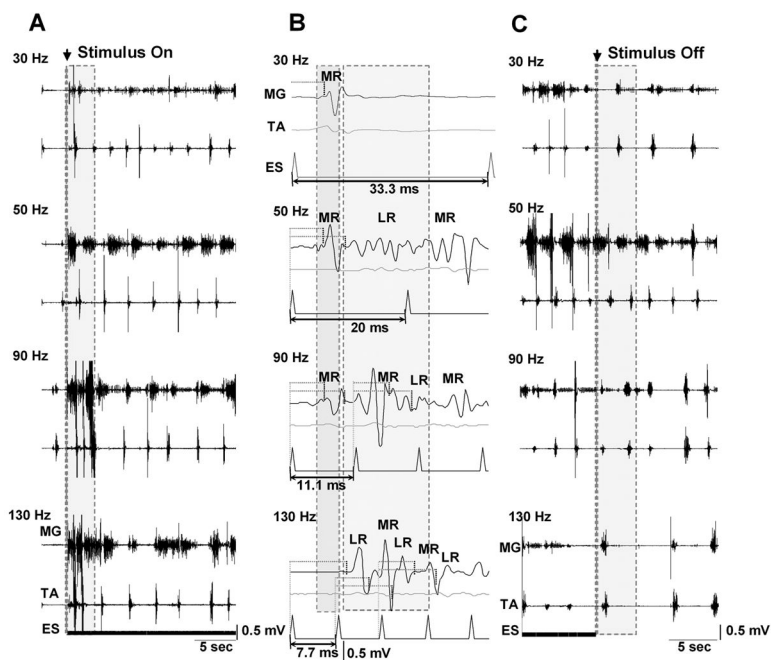 A
Stimulus On
30 Hz
50 Hz
90 Hz
130 Hz
MG
TA
ES
0.5 mV
5 sec
B
30 Hz
MR
MG
TA
ES
33.3 ms
50 Hz
MR LR MR
20 ms
90 Hz
MR MR LR MR
11.1 ms
130 Hz
LR MR LR MR LR
7.7 ms
0.5 mV
C
Stimulus Off
30 Hz
50 Hz
90 Hz
130 Hz
MG
TA
ES
0.5 mV
5 sec